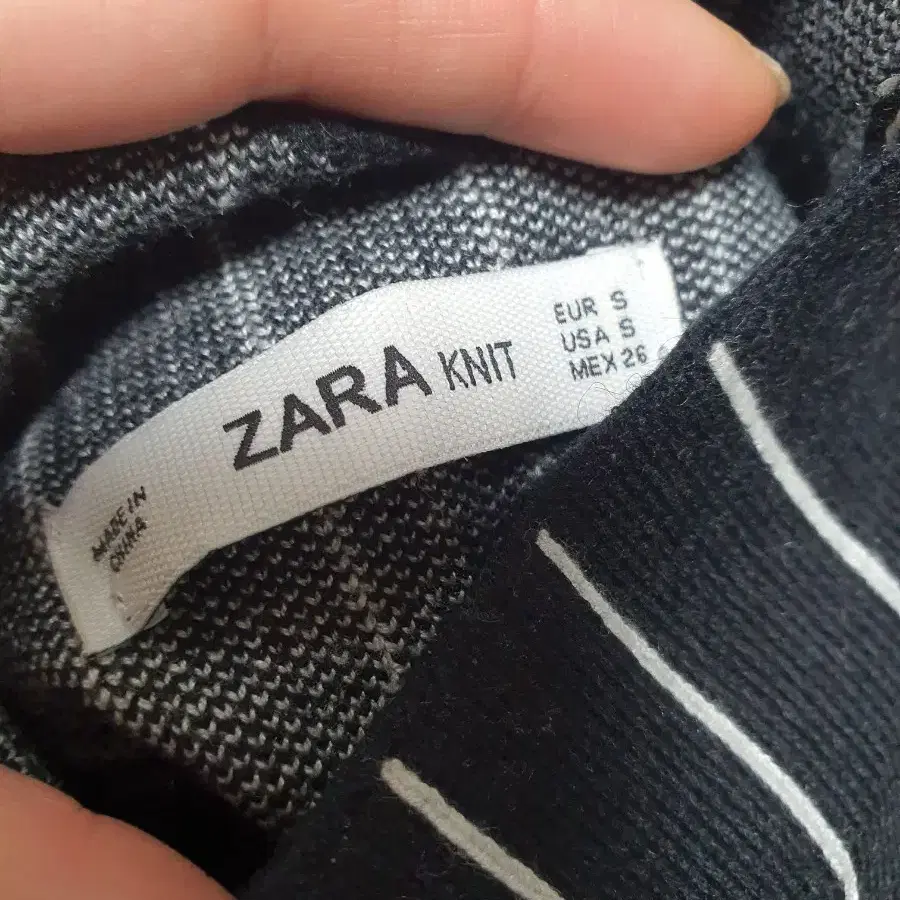 ZARA KNIT
EUR S
USA S
MEX 26
MADE IN
CHINA